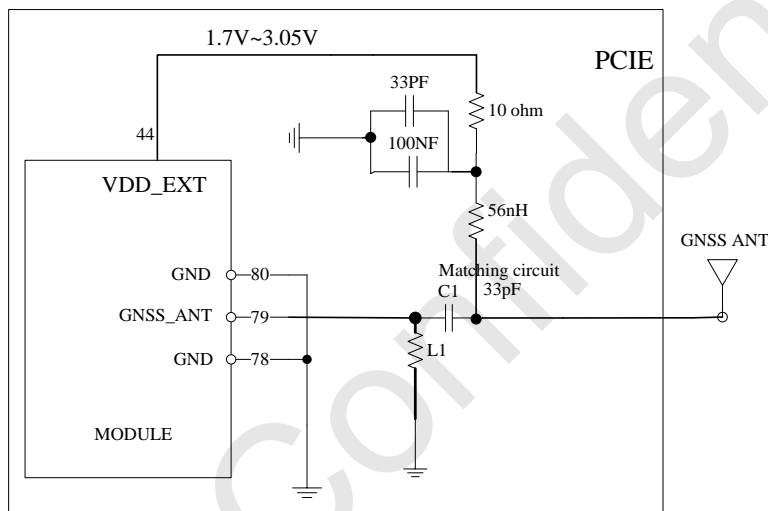 1.7V~3.05V
PCIE
33PF
10 ohm
44
100NF
VDD_EXT
56nH
GNSS ANT
GND
80
Matching circuit
C1
33pF
GNSS_ANT
79
L1
GND
78
MODULE
Confiden